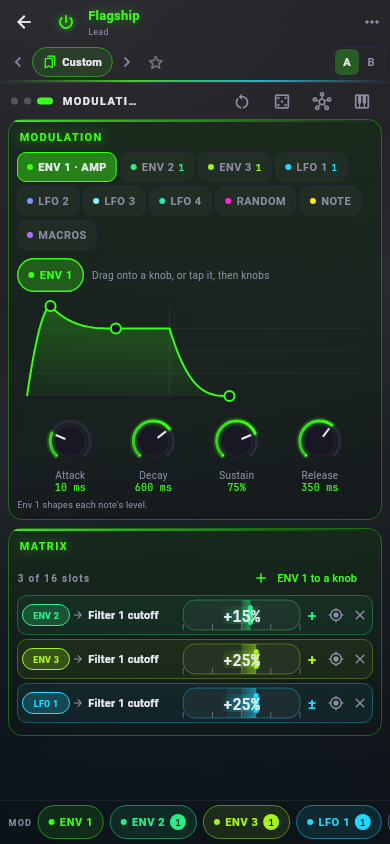 Flagship
Lead
Custom
A B
MODULATI...
MODULATION
ENV 1 · AMP ENV 2 1 ENV 3 1 LFO 1 1
LFO 2 LFO 3 LFO 4 RANDOM NOTE
MACROS
ENV 1 Drag onto a knob, or tap it, then knobs
Attack Decay Sustain Release
10 ms 600 ms 75% 350 ms
Env 1 shapes each note's level.
MATRIX
3 of 16 slots + ENV 1 to a knob
ENV 2 → Filter 1 cutoff +15% +
ENV 3 → Filter 1 cutoff +25% +
LFO 1 → Filter 1 cutoff +25% ±
MOD ENV 1 ENV 2 1 ENV 3 1 LFO 1 1